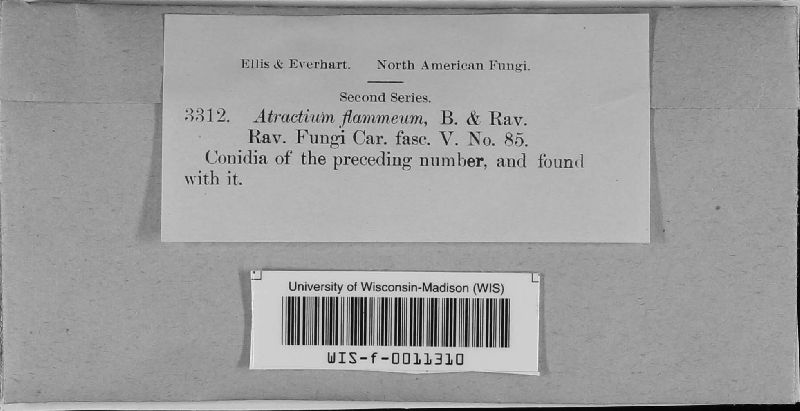 Ellis & Everhart. North American Fungi.
Second Series.
3312. Atractium flammeum, B. & Rav.
Rav. Fungi Car. fasc. V. No. 85.
Conidia of the preceding number, and found
with it.
University of Wisconsin-Madison (WIS)
WIS-f-0011310